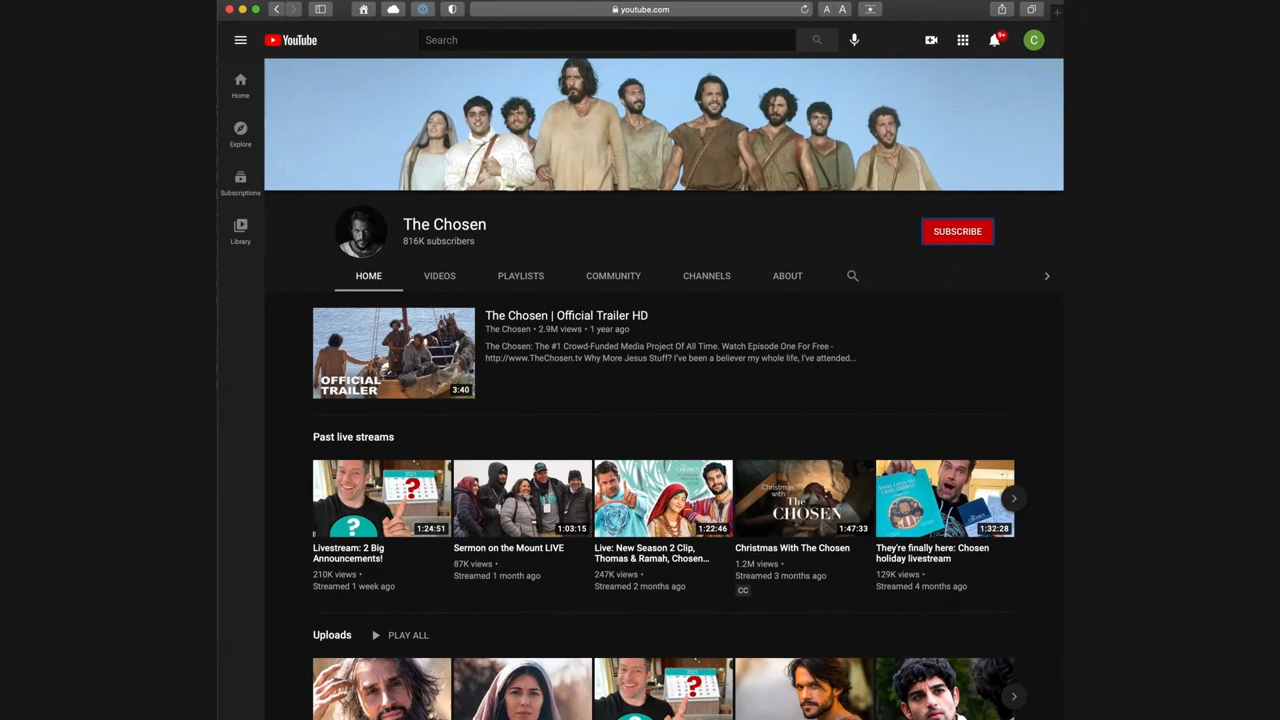 youtube.com
A A
YouTube
Search
9+
C
Home
Explore
Subscriptions
Library
The Chosen
816K subscribers
SUBSCRIBE
HOME VIDEOS PLAYLISTS COMMUNITY CHANNELS ABOUT
OFFICIAL
TRAILER
3:40
The Chosen | Official Trailer HD
The Chosen • 2.9M views • 1 year ago
The Chosen: The #1 Crowd-Funded Media Project Of All Time. Watch Episode One For Free -
http://www.TheChosen.tv Why More Jesus Stuff? I've been a believer my whole life, I've attended...
Past live streams
2021
?
?
1:24:51
Livestream: 2 Big
Announcements!
210K views •
Streamed 1 week ago
1:03:15
Sermon on the Mount LIVE
87K views •
Streamed 1 month ago
1:22:46
Live: New Season 2 Clip,
Thomas & Ramah, Chosen...
247K views •
Streamed 2 months ago
Christmas
with
The
CHOSEN
1:47:33
Christmas With The Chosen
1.2M views •
Streamed 3 months ago
CC
1:32:28
They're finally here: Chosen
holiday livestream
129K views •
Streamed 4 months ago
Uploads PLAY ALL
2021
?
?